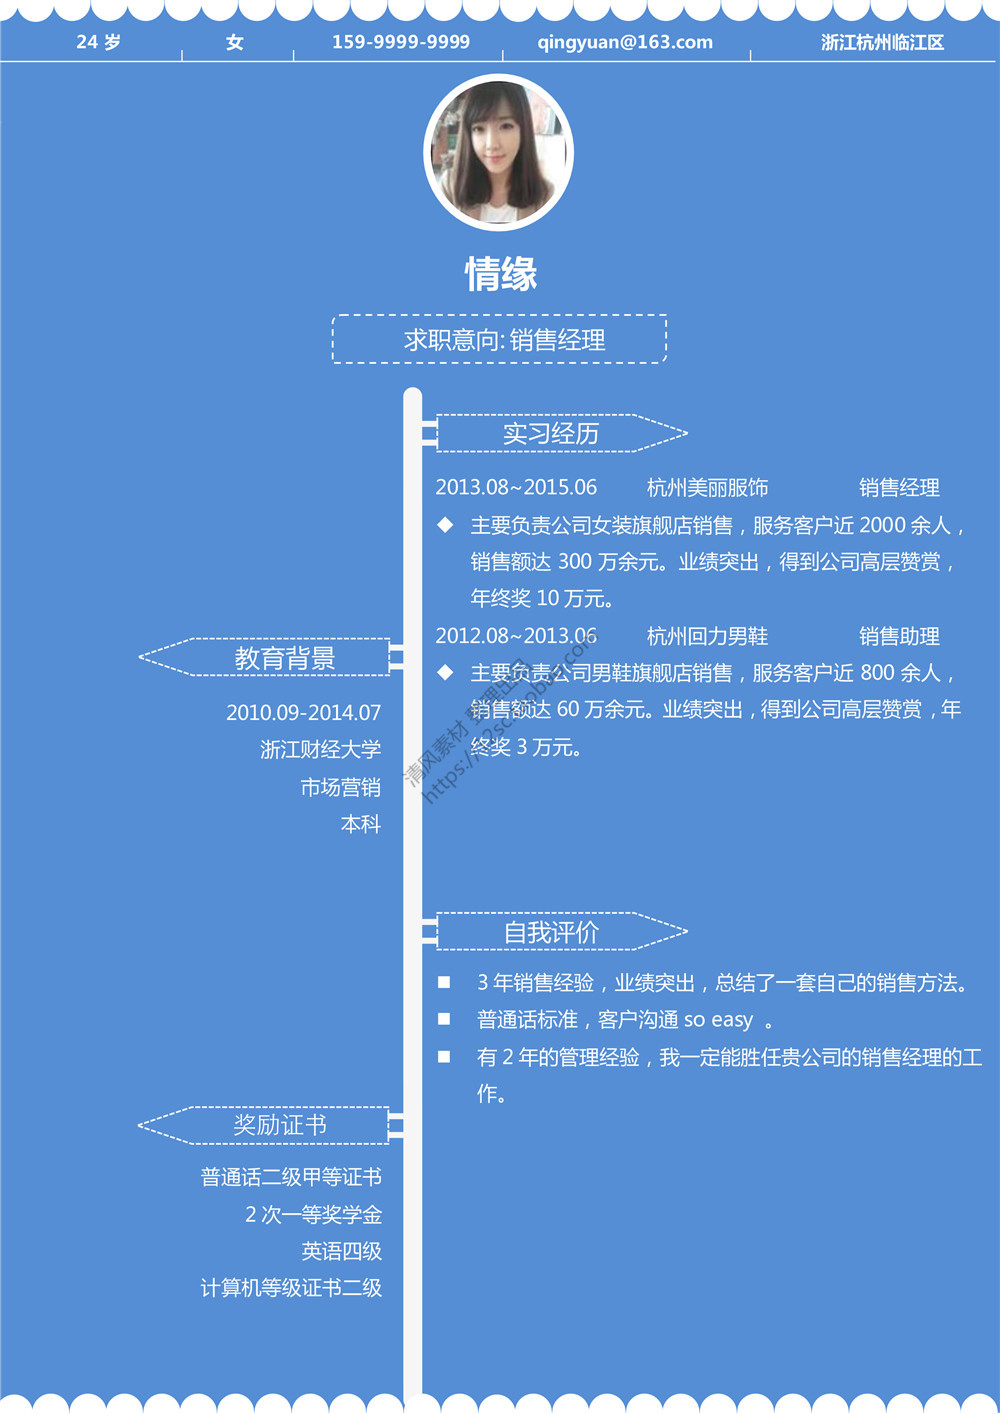 24 岁 女 159-9999-9999 qingyuan@163.com 浙江杭州临江区
情缘
求职意向: 销售经理
实习经历
2013.08~2015.06 杭州美丽服饰 销售经理
◆ 主要负责公司女装旗舰店销售，服务客户近 2000 余人，
销售额达 300 万余元。业绩突出，得到公司高层赞赏，
年终奖 10 万元。
2012.08~2013.06 杭州回力男鞋 销售助理
◆ 主要负责公司男鞋旗舰店销售，服务客户近 800 余人，
销售额达 60 万余元。业绩突出，得到公司高层赞赏，年
终奖 3 万元。
教育背景
2010.09-2014.07
浙江财经大学
市场营销
本科
自我评价
■ 3 年销售经验，业绩突出，总结了一套自己的销售方法。
■ 普通话标准，客户沟通 so easy 。
■ 有 2 年的管理经验，我一定能胜任贵公司的销售经理的工
作。
奖励证书
普通话二级甲等证书
2 次一等奖学金
英语四级
计算机等级证书二级
清风素材